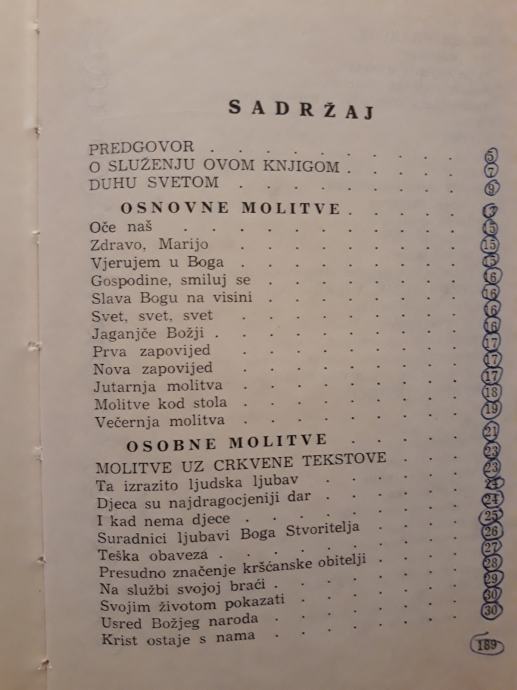 SADRŽAJ
PREDGOVOR . . . . . . . . . . 5
O SLUŽENJU OVOM KNJIGOM . . . . . 7
DUHU SVETOM . . . . . . . . . 9
OSNOVNE MOLITVE . . . . .
Oče naš . . . . . . . . . . 15
Zdravo, Marijo . . . . . . . . 15
Vjerujem u Boga . . . . . . . . 15
Gospodine, smiluj se . . . . . . . 16
Slava Bogu na visini . . . . . . . 16
Svet, svet, svet . . . . . . . . 16
Jaganjče Božji . . . . . . . . . 16
Prva zapovijed . . . . . . . . 17
Nova zapovijed . . . . . . . . 17
Jutarnja molitva . . . . . . . . 17
Molitve kod stola . . . . . . . . 18
Večernja molitva . . . . . . . . 19
OSOBNE MOLITVE . . . . . 21
MOLITVE UZ CRKVENE TEKSTOVE . . . 23
Ta izrazito ljudska ljubav . . . . . . 23
Djeca su najdragocjeniji dar . . . . . . 24
I kad nema djece . . . . . . . . 24
Suradnici ljubavi Boga Stvoritelja . . . . 25
Teška obaveza . . . . . . . . . 26
Presudno značenje kršćanske obitelji . . . . 27
Na službi svojoj braći . . . . . . . 28
Svojim životom pokazati . . . . . . 29
Usred Božjeg naroda . . . . . . . 30
Krist ostaje s nama . . . . . . . 30
189